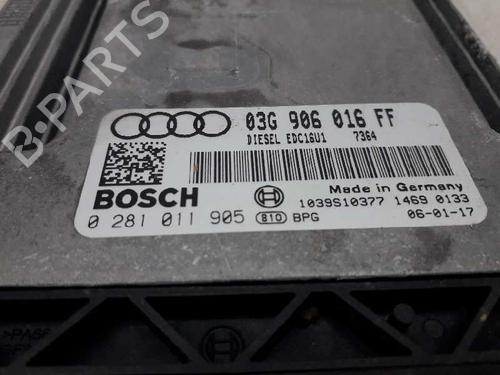 03G 906 016 FF
DIESEL EDC16U1 7364
BOSCH
Made in Germany
0 281 011 905 810 BPG
1039S10377 1469 0133
06-01-17